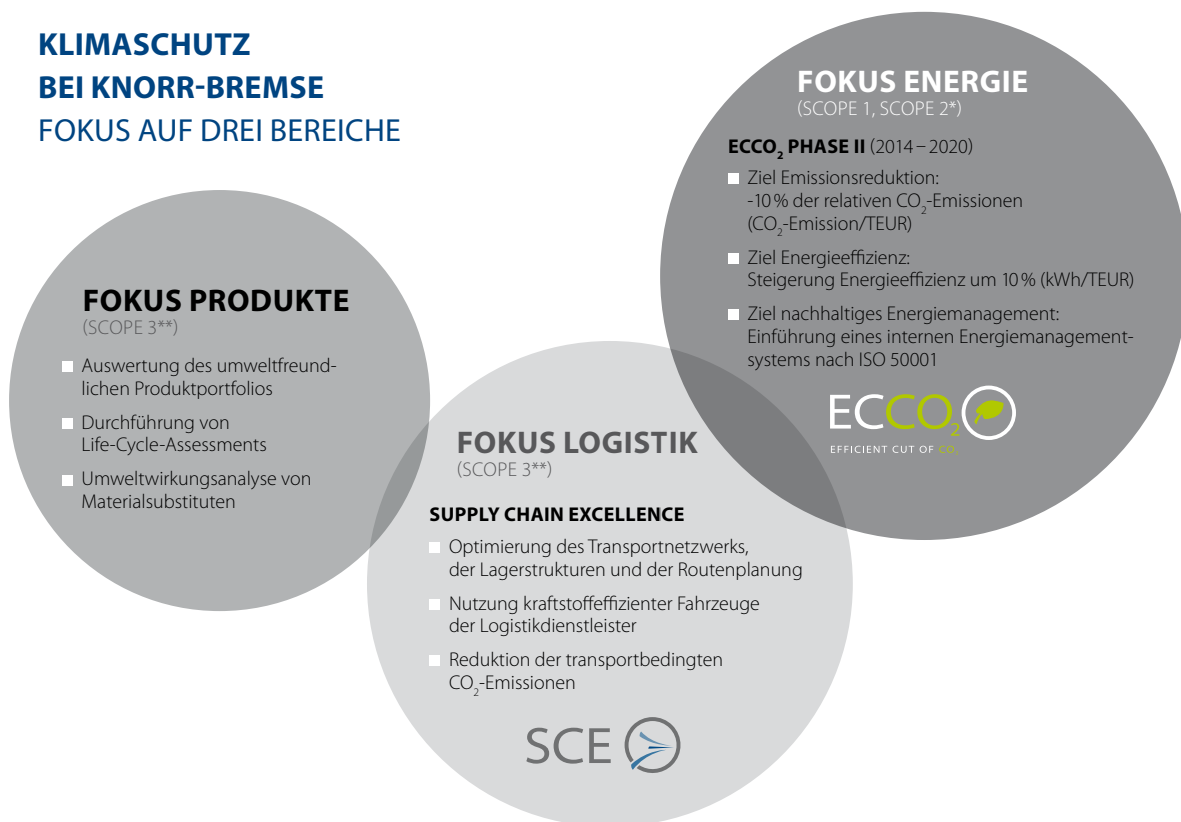 KLIMASCHUTZ
BEI KNORR-BREMSE
FOKUS AUF DREI BEREICHE
FOKUS PRODUKTE
(SCOPE 3**)
Auswertung des umweltfreund-
lichen Produktportfolios
Durchführung von
Life-Cycle-Assessments
Umweltwirkungsanalyse von
Materialsubstituten
FOKUS LOGISTIK
(SCOPE 3**)
SUPPLY CHAIN EXCELLENCE
Optimierung des Transportnetzwerks,
der Lagerstrukturen und der Routenplanung
Nutzung kraftstoffeffizienter Fahrzeuge
der Logistikdienstleister
Reduktion der transportbedingten
CO₂-Emissionen
SCE
FOKUS ENERGIE
(SCOPE 1, SCOPE 2*)
ECCO₂ PHASE II (2014–2020)
Ziel Emissionsreduktion:
-10 % der relativen CO₂-Emissionen
(CO₂-Emission/TEUR)
Ziel Energieeffizienz:
Steigerung Energieeffizienz um 10 % (kWh/TEUR)
Ziel nachhaltiges Energiemanagement:
Einführung eines internen Energiemanagement-
systems nach ISO 50001
ECCO₂
EFFICIENT CUT OF CO₂